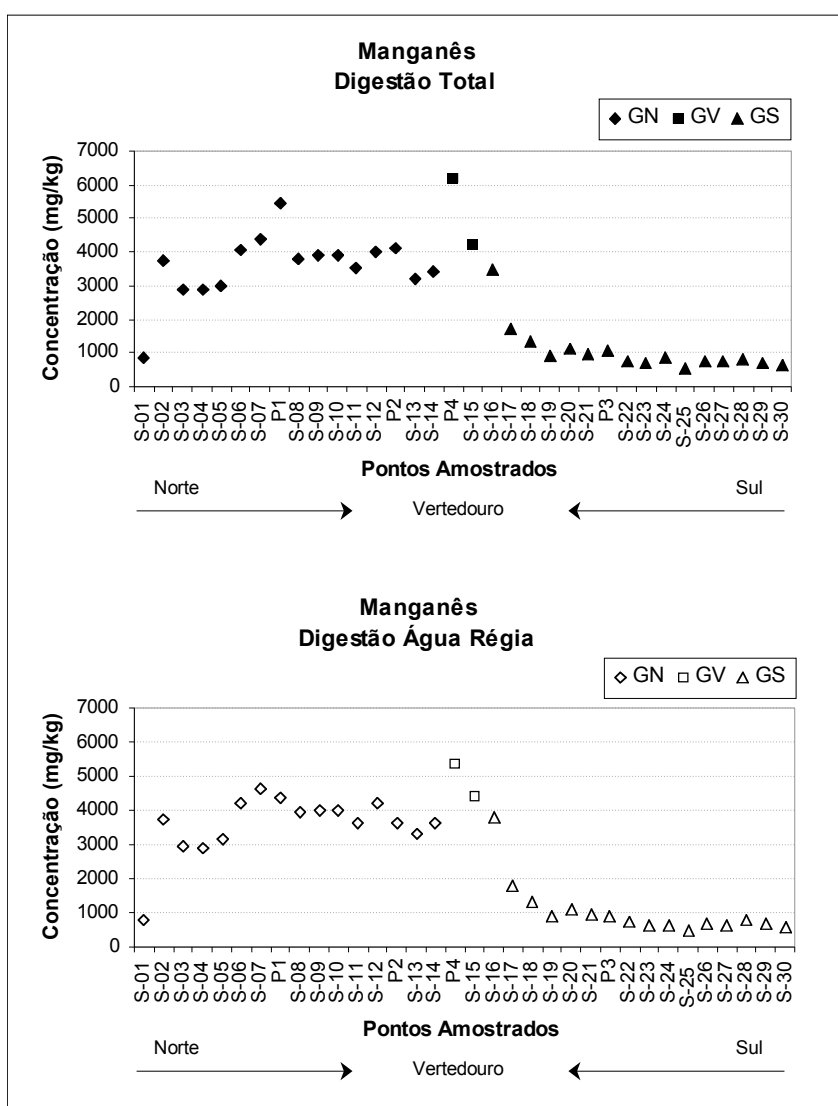 Manganês
Digestão Total
GN GV GS
Concentração (mg/kg)
7000
6000
5000
4000
3000
2000
1000
0
S-01 S-02 S-03 S-04 S-05 S-06 S-07 P1 S-08 S-09 S-10 S-11 S-12 P2 S-13 S-14 P4 S-15 S-16 S-17 S-18 S-19 S-20 S-21 P3 S-22 S-23 S-24 S-25 S-26 S-27 S-28 S-29 S-30
Pontos Amostrados
Norte Vertedouro Sul
Manganês
Digestão Água Régia
GN GV GS
Concentração (mg/kg)
7000
6000
5000
4000
3000
2000
1000
0
S-01 S-02 S-03 S-04 S-05 S-06 S-07 P1 S-08 S-09 S-10 S-11 S-12 P2 S-13 S-14 P4 S-15 S-16 S-17 S-18 S-19 S-20 S-21 P3 S-22 S-23 S-24 S-25 S-26 S-27 S-28 S-29 S-30
Pontos Amostrados
Norte Vertedouro Sul